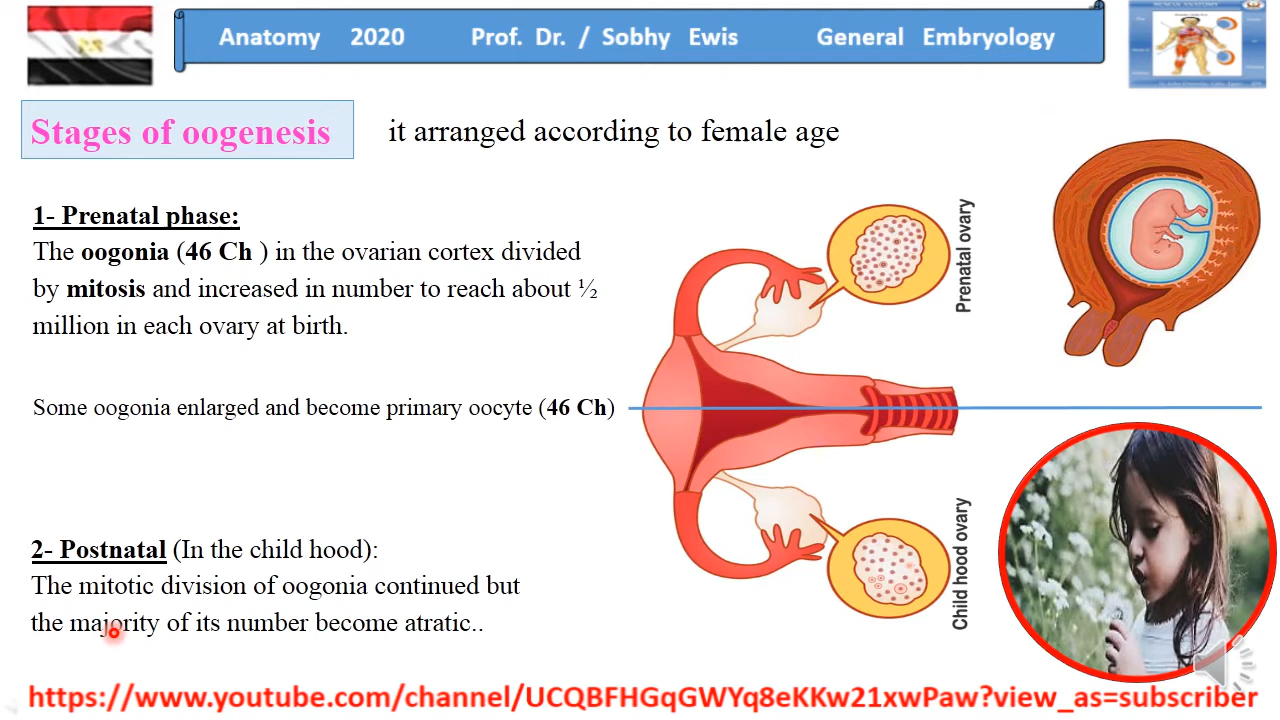 Anatomy 2020 Prof. Dr. / Sobhy Ewis General Embryology
Stages of oogenesis it arranged according to female age
1- Prenatal phase:
The oogonia (46 Ch ) in the ovarian cortex divided
by mitosis and increased in number to reach about ½
million in each ovary at birth.
Some oogonia enlarged and become primary oocyte (46 Ch)
2- Postnatal (In the child hood):
The mitotic division of oogonia continued but
the majority of its number become atratic..
Prenatal ovary
Child hood ovary
https://www.youtube.com/channel/UCQBFHGqGWYq8eKKw21xwPaw?view_as=subscriber